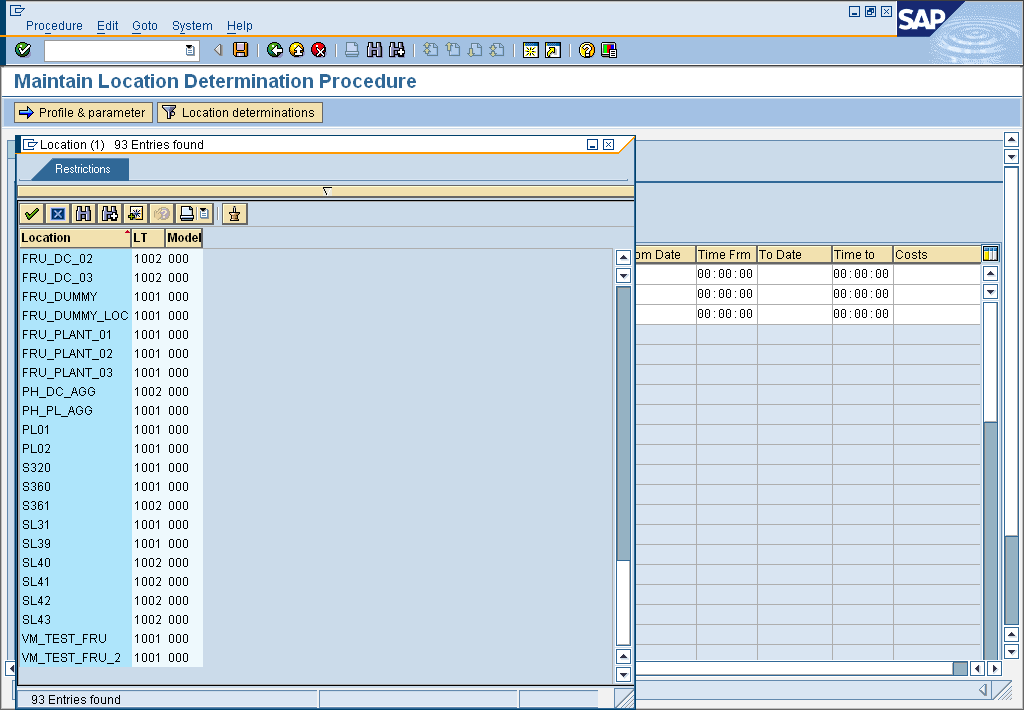 Procedure Edit Goto System Help
SAP
Maintain Location Determination Procedure
Profile & parameter Location determinations
Location (1) 93 Entries found
Restrictions
Location LT Model
FRU_DC_02 1002 000
FRU_DC_03 1002 000
FRU_DUMMY 1001 000
FRU_DUMMY_LOC 1001 000
FRU_PLANT_01 1001 000
FRU_PLANT_02 1001 000
FRU_PLANT_03 1001 000
PH_DC_AGG 1002 000
PH_PL_AGG 1001 000
PL01 1001 000
PL02 1001 000
S320 1001 000
S360 1001 000
S361 1002 000
SL31 1001 000
SL39 1001 000
SL40 1002 000
SL41 1002 000
SL42 1002 000
SL43 1002 000
VM_TEST_FRU 1001 000
VM_TEST_FRU_2 1001 000
93 Entries found
om Date Time Frm To Date Time to Costs
00:00:00 00:00:00
00:00:00 00:00:00
00:00:00 00:00:00